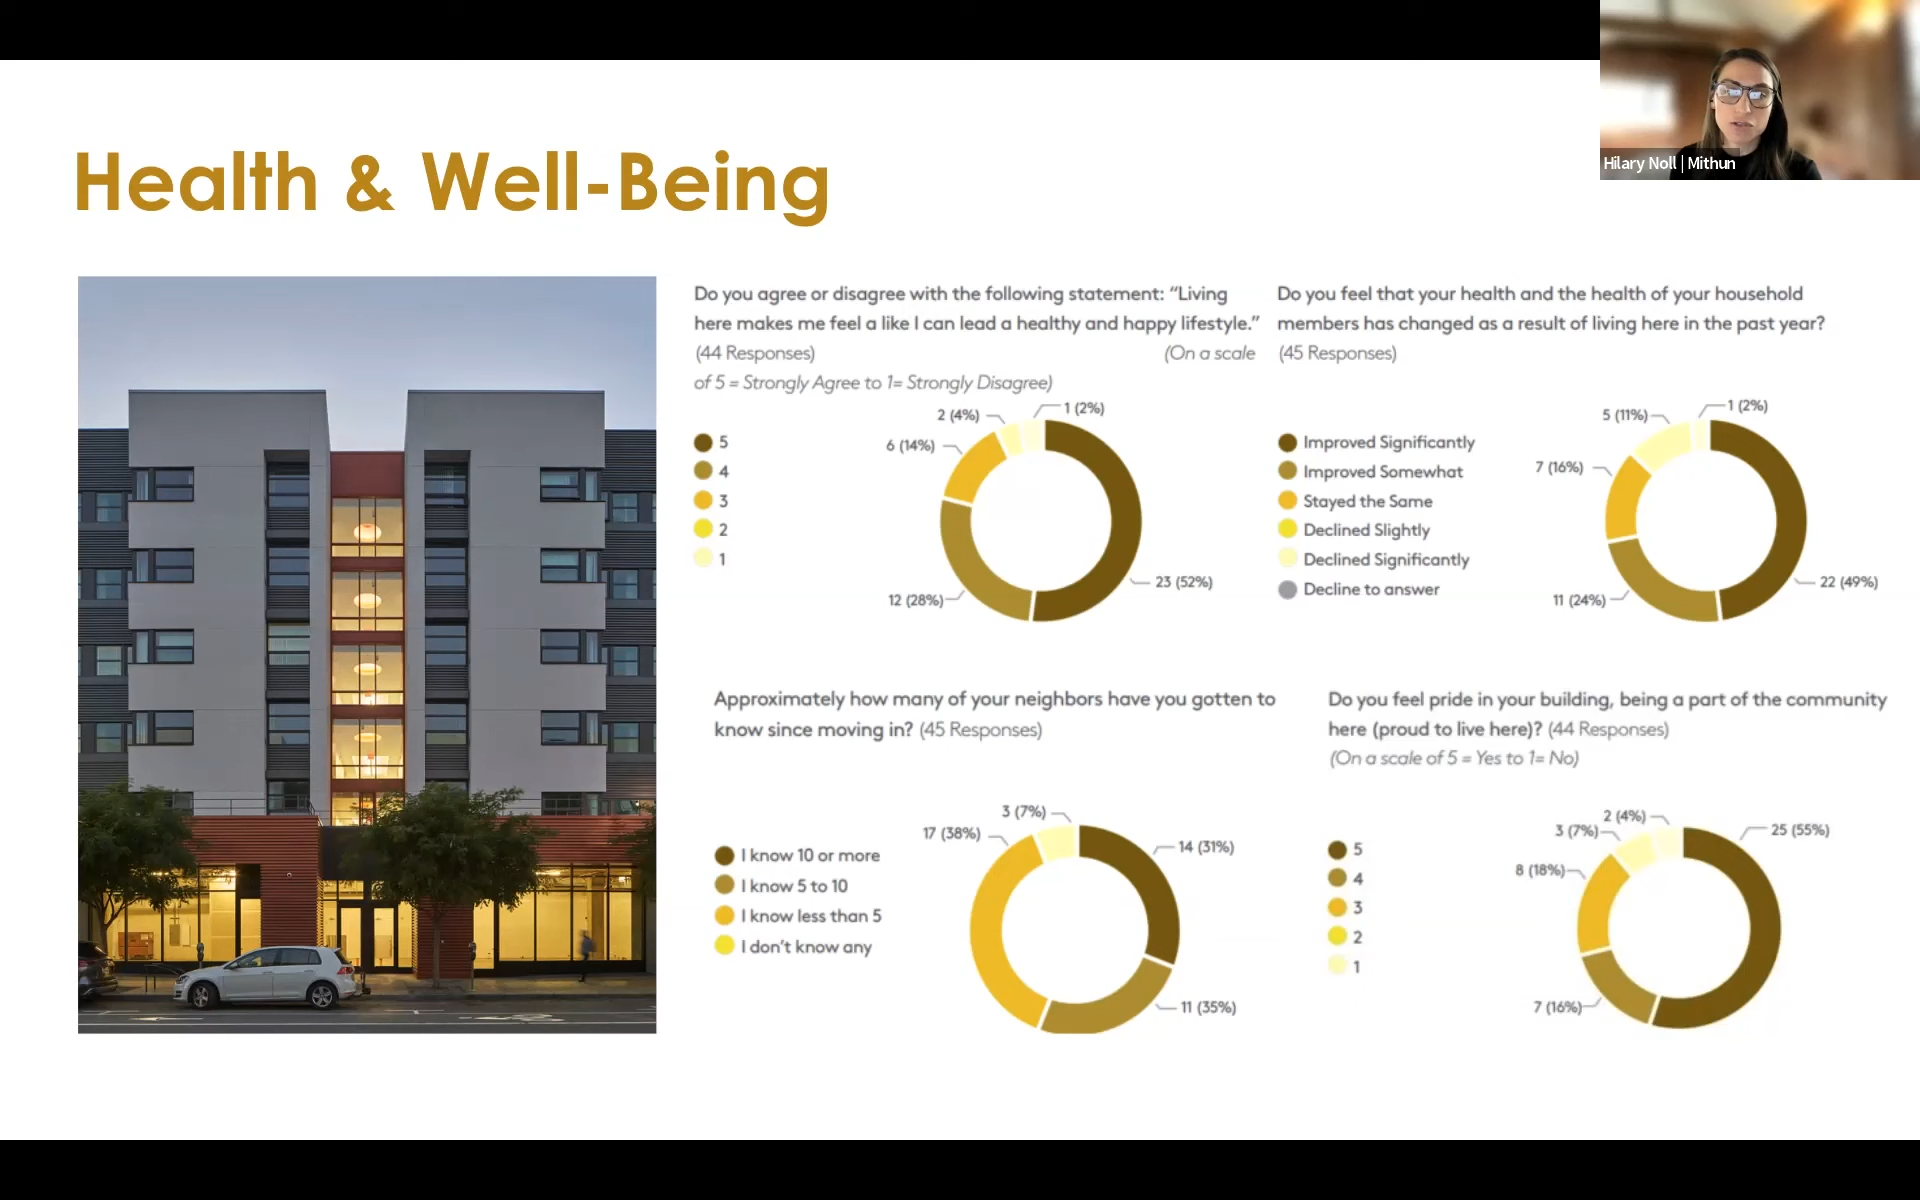 Hilary Noll | Mithun
Health & Well-Being
Do you agree or disagree with the following statement: “Living
here makes me feel a like I can lead a healthy and happy lifestyle.”
(44 Responses) (On a scale
of 5 = Strongly Agree to 1= Strongly Disagree)
5
4
3
2
1
2 (4%)
1 (2%)
6 (14%)
12 (28%)
23 (52%)
Do you feel that your health and the health of your household
members has changed as a result of living here in the past year?
(45 Responses)
Improved Significantly
Improved Somewhat
Stayed the Same
Declined Slightly
Declined Significantly
Decline to answer
5 (11%)
1 (2%)
7 (16%)
11 (24%)
22 (49%)
Approximately how many of your neighbors have you gotten to
know since moving in? (45 Responses)
I know 10 or more
I know 5 to 10
I know less than 5
I don’t know any
3 (7%)
17 (38%)
14 (31%)
11 (35%)
Do you feel pride in your building, being a part of the community
here (proud to live here)? (44 Responses)
(On a scale of 5 = Yes to 1= No)
5
4
3
2
1
2 (4%)
3 (7%)
8 (18%)
7 (16%)
25 (55%)